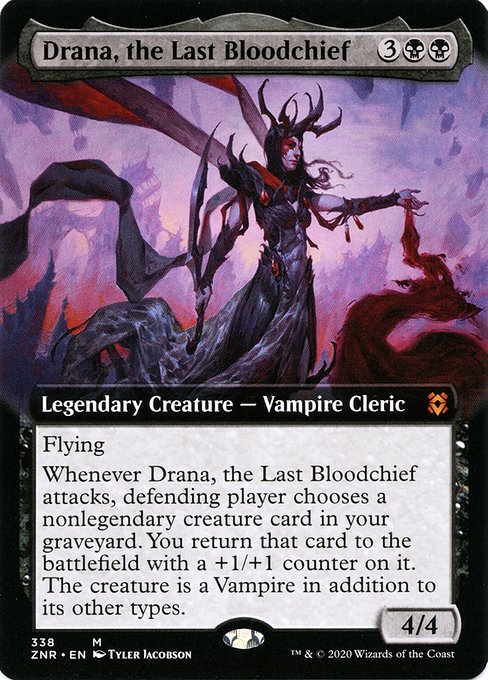 Drana, the Last Bloodchief 3
Legendary Creature — Vampire Cleric
Flying
Whenever Drana, the Last Bloodchief
attacks, defending player chooses a
nonlegendary creature card in your
graveyard. You return that card to the
battlefield with a +1/+1 counter on it.
The creature is a Vampire in addition to
its other types.
4/4
338 M
ZNR • EN Tyler Jacobson ™ & © 2020 Wizards of the Coast